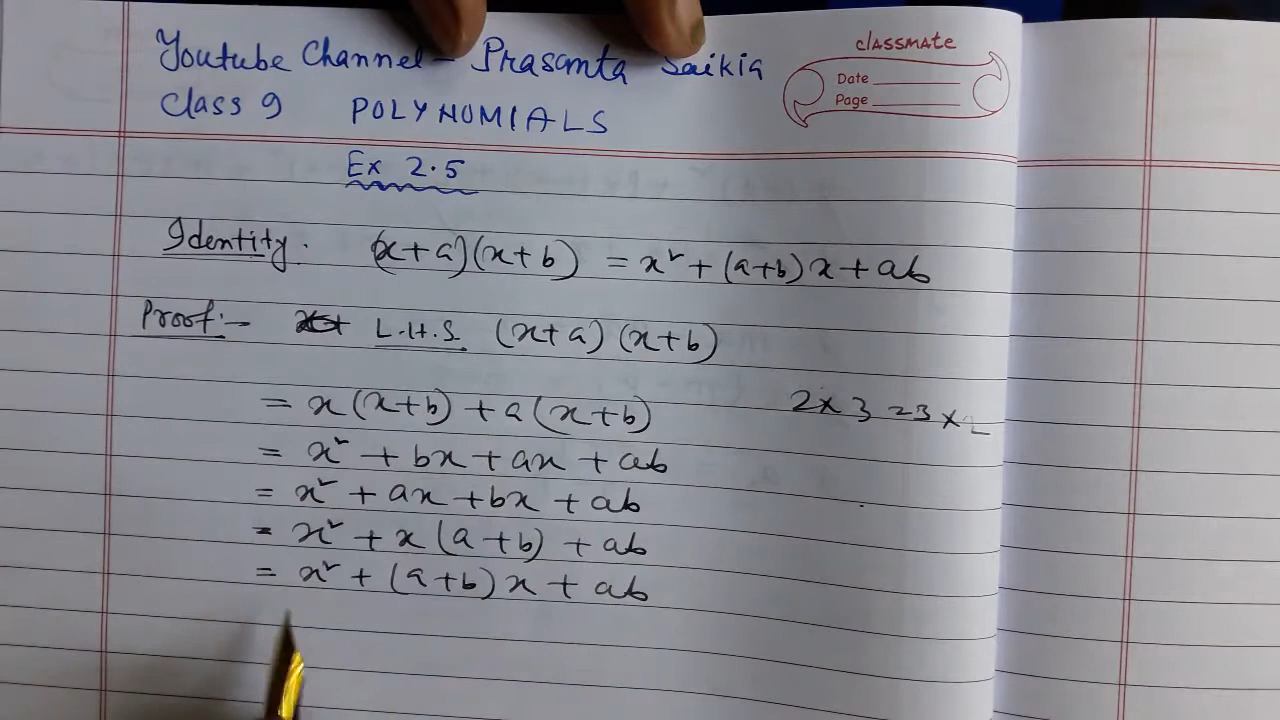 Youtube Channel - Prasanta Saikia
classmate
Date
Page
Class 9 POLYNOMIALS
Ex 2.5
Identity. (x+a)(x+b) = x² + (a+b)x + ab
Proof:- L.H.S. (x+a)(x+b)
= x(x+b) + a(x+b) 2×3 = 3×2
= x² + bx + ax + ab
= x² + ax + bx + ab
= x² + x(a+b) + ab
= x² + (a+b)x + ab